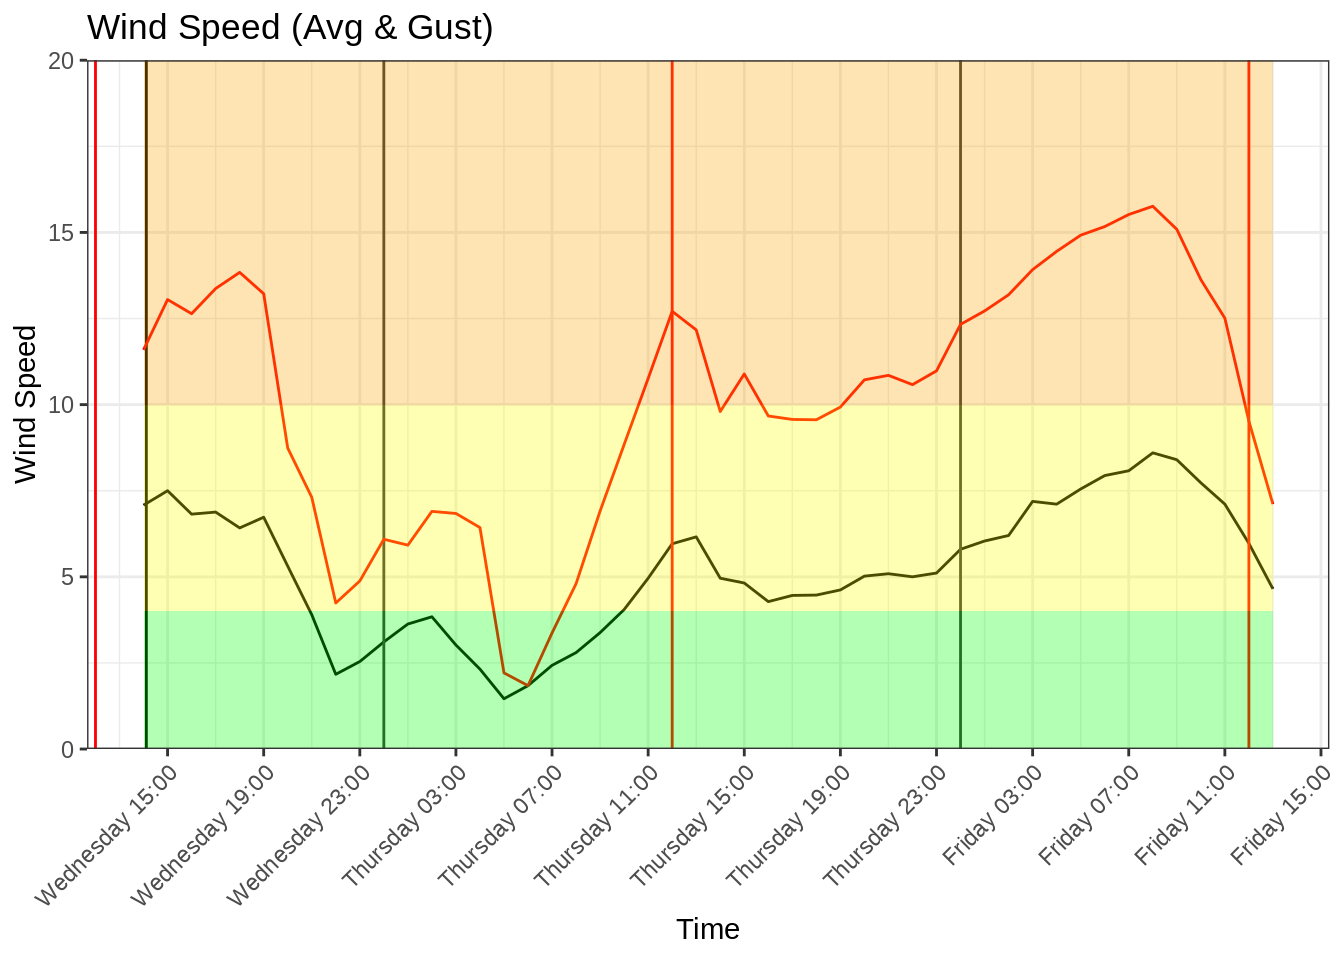 Wind Speed (Avg & Gust)
20
15
10
5
0
Wind Speed
Wednesday 15:00
Wednesday 19:00
Wednesday 23:00
Thursday 03:00
Thursday 07:00
Thursday 11:00
Thursday 15:00
Thursday 19:00
Thursday 23:00
Friday 03:00
Friday 07:00
Friday 11:00
Friday 15:00
Time